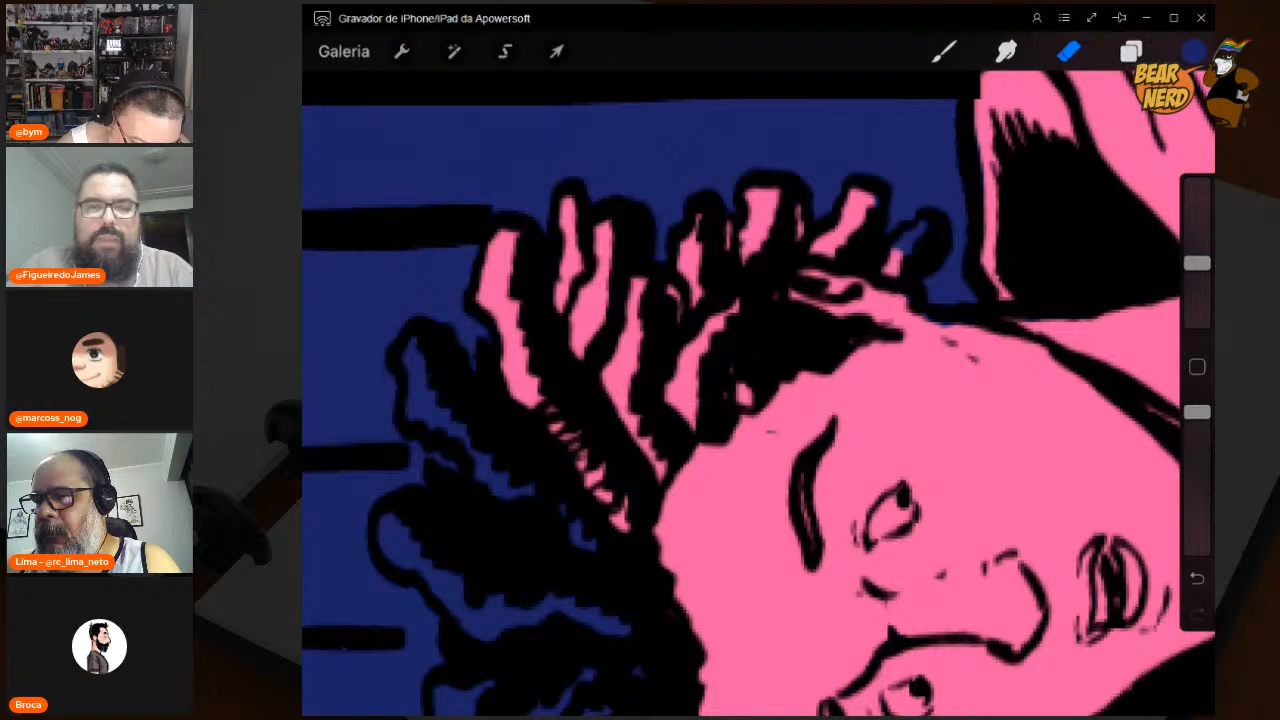 Gravador de iPhone/iPad da Apowersoft
Galeria
BEAR
NERD
@bym
@FigueiredoJames
@marcoss_nog
Lima - @rc_lima_neto
Broca